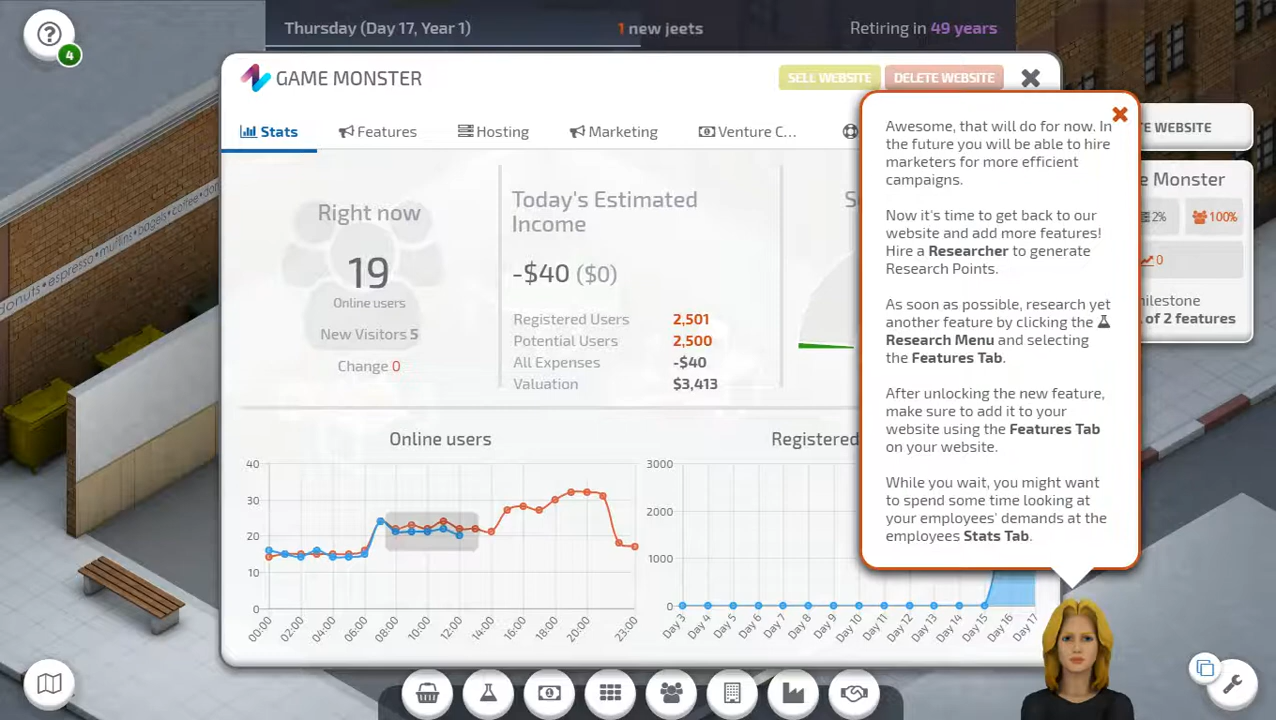 Thursday (Day 17, Year 1)
1 new jeets
Retiring in 49 years
4
GAME MONSTER
SELL WEBSITE
DELETE WEBSITE
Stats
Features
Hosting
Marketing
Venture C...
TE WEBSITE
Right now
19
Online users
New Visitors 5
Change 0
Today's Estimated
Income
-$40 ($0)
Registered Users 2,501
Potential Users 2,500
All Expenses -$40
Valuation $3,413
Awesome, that will do for now. In
the future you will be able to hire
marketers for more efficient
campaigns.
Now it's time to get back to our
website and add more features!
Hire a Researcher to generate
Research Points.
As soon as possible, research yet
another feature by clicking the
Research Menu and selecting
the Features Tab.
After unlocking the new feature,
make sure to add it to your
website using the Features Tab
on your website.
While you wait, you might want
to spend some time looking at
your employees' demands at the
employees Stats Tab.
e Monster
2%
100%
0
ilestone
of 2 features
Online users
40
30
20
10
0
00:00
02:00
04:00
06:00
08:00
10:00
12:00
14:00
16:00
18:00
20:00
23:00
Registered
3000
2000
1000
0
Day 3
Day 4
Day 5
Day 6
Day 7
Day 8
Day 9
Day 10
Day 11
Day 12
Day 13
Day 14
Day 15
Day 16
Day 17
donuts • espresso • muffins • bagels • coffee • don